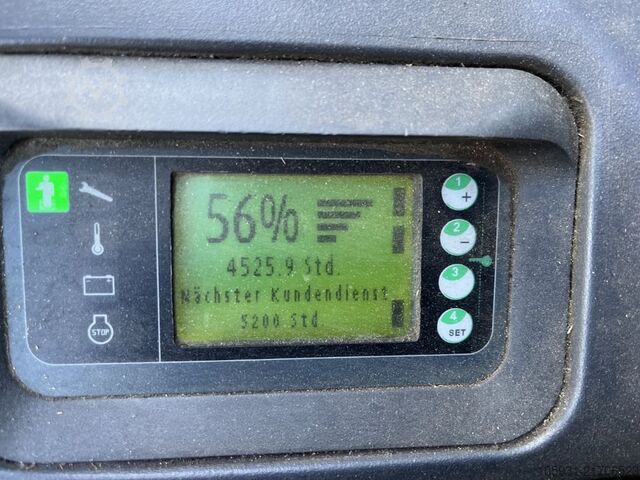 56%
4525.9 Std.
Nächster Kundendienst
5200 Std
STOP
1
+
2
-
3
4
SET